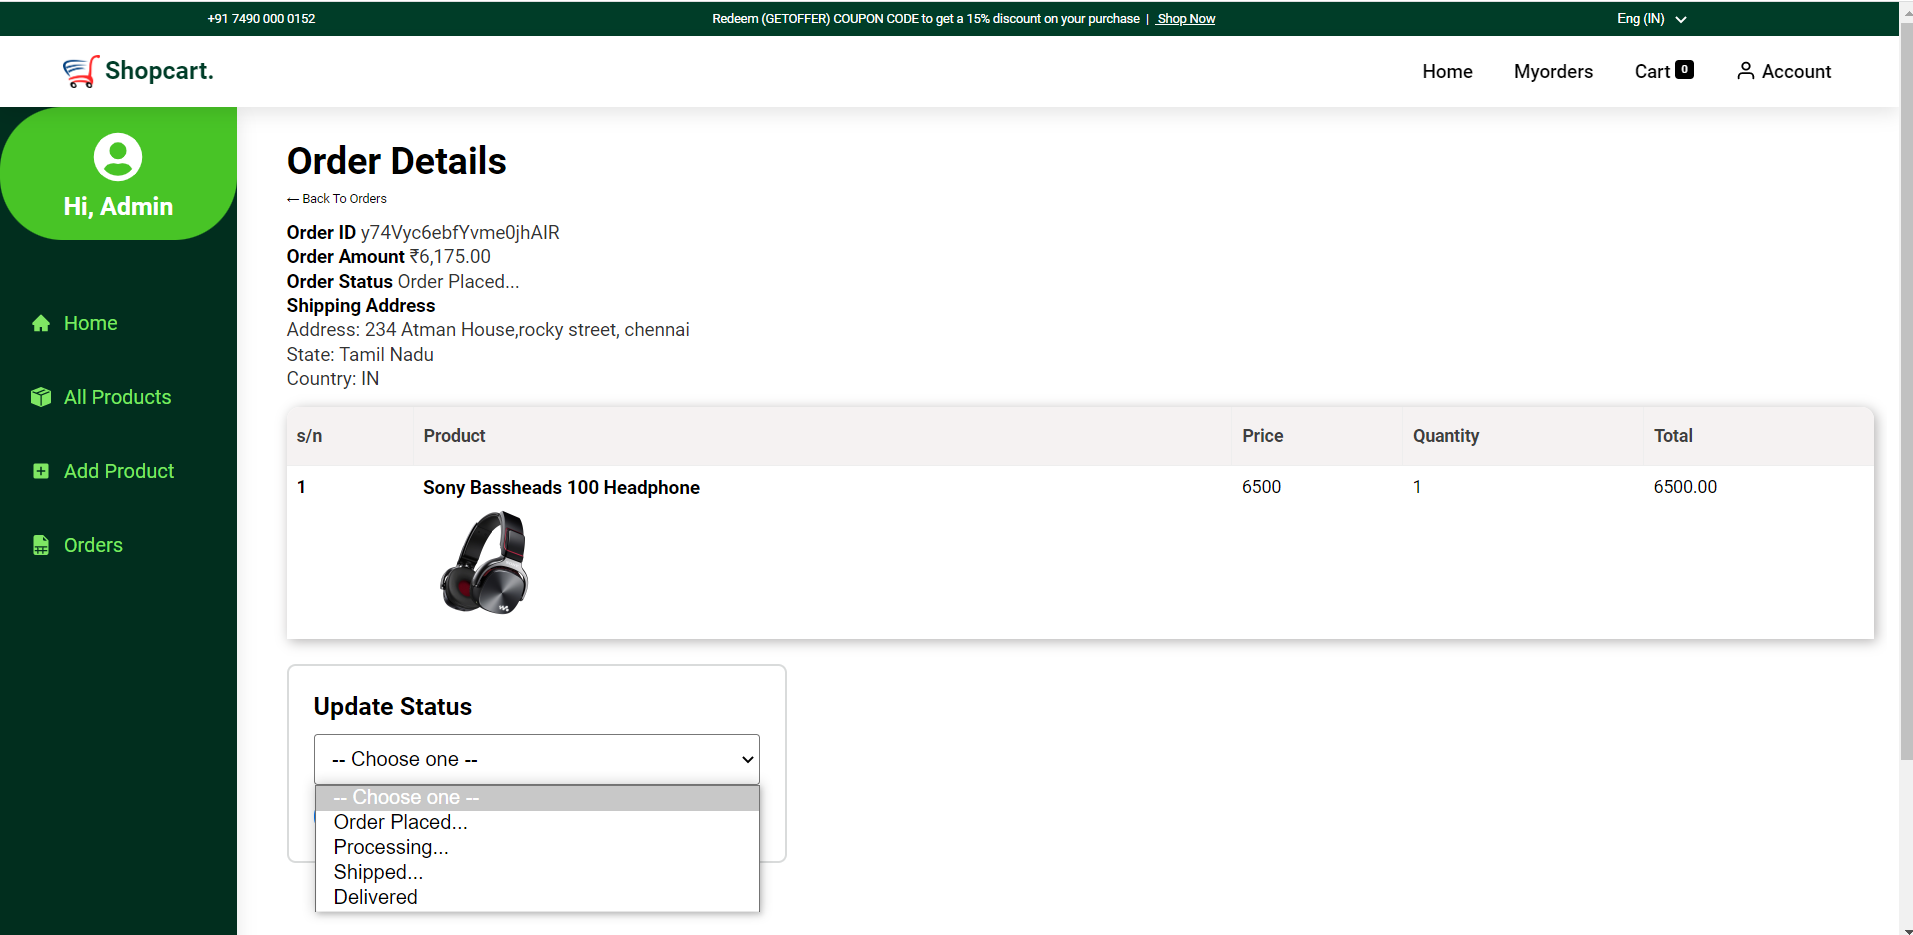 +91 7490 000 0152
Redeem (GETOFFER) COUPON CODE to get a 15% discount on your purchase | Shop Now
Eng (IN)
Shopcart.
Home
Myorders
Cart 0
Account
Hi, Admin
Home
All Products
Add Product
Orders
Order Details
← Back To Orders
Order ID y74Vyc6ebfYvme0jhAIR
Order Amount ₹6,175.00
Order Status Order Placed...
Shipping Address
Address: 234 Atman House,rocky street, chennai
State: Tamil Nadu
Country: IN
s/n Product Price Quantity Total
1 Sony Bassheads 100 Headphone 6500 1 6500.00
Update Status
-- Choose one --
-- Choose one --
Order Placed...
Processing...
Shipped...
Delivered